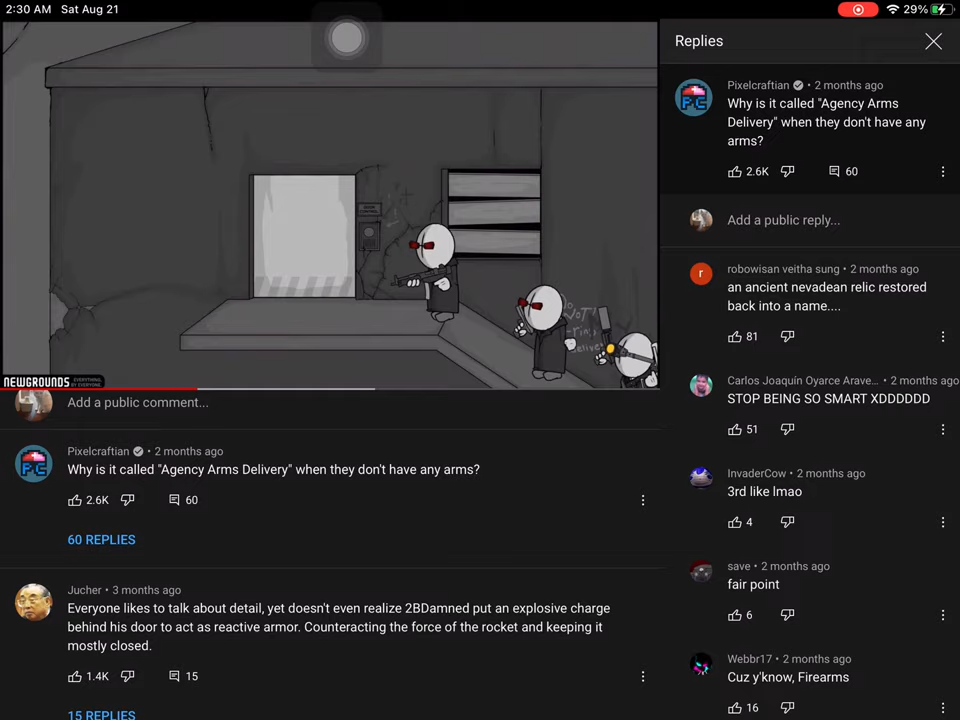 2:30 AM Sat Aug 21
29%
NEWGROUNDS EVERYTHING, BY EVERYONE.
Add a public comment...
Pixelcraftian • 2 months ago
Why is it called "Agency Arms Delivery" when they don't have any arms?
2.6K 60
60 REPLIES
Jucher • 3 months ago
Everyone likes to talk about detail, yet doesn't even realize 2BDamned put an explosive charge
behind his door to act as reactive armor. Counteracting the force of the rocket and keeping it
mostly closed.
1.4K 15
15 REPLIES
Replies
Pixelcraftian • 2 months ago
Why is it called "Agency Arms
Delivery" when they don't have any
arms?
2.6K 60
Add a public reply...
r
robowisan veitha sung • 2 months ago
an ancient nevadean relic restored
back into a name....
81
Carlos Joaquín Oyarce Arave... • 2 months ago
STOP BEING SO SMART XDDDDDD
51
InvaderCow • 2 months ago
3rd like lmao
4
save • 2 months ago
fair point
6
Webbr17 • 2 months ago
Cuz y'know, Firearms
16